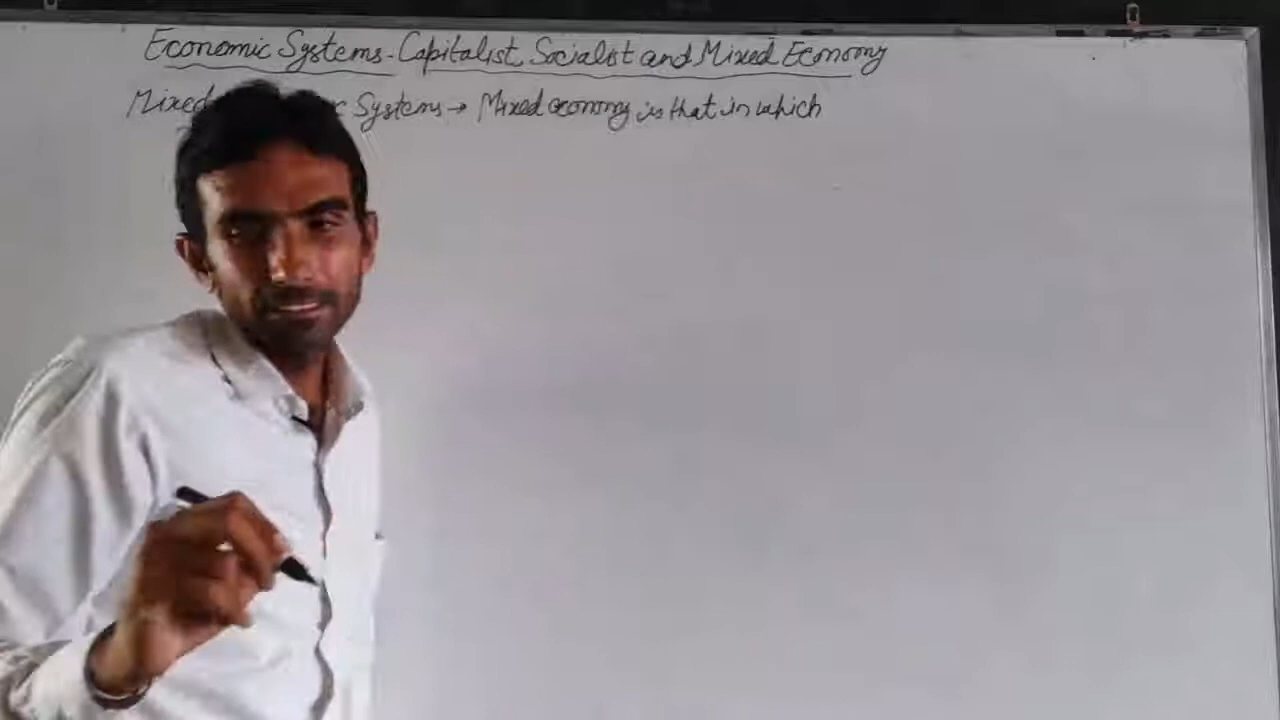 Economic Systems - Capitalist, Socialist and Mixed Economy
Mixed Systems → Mixed economy is that in which